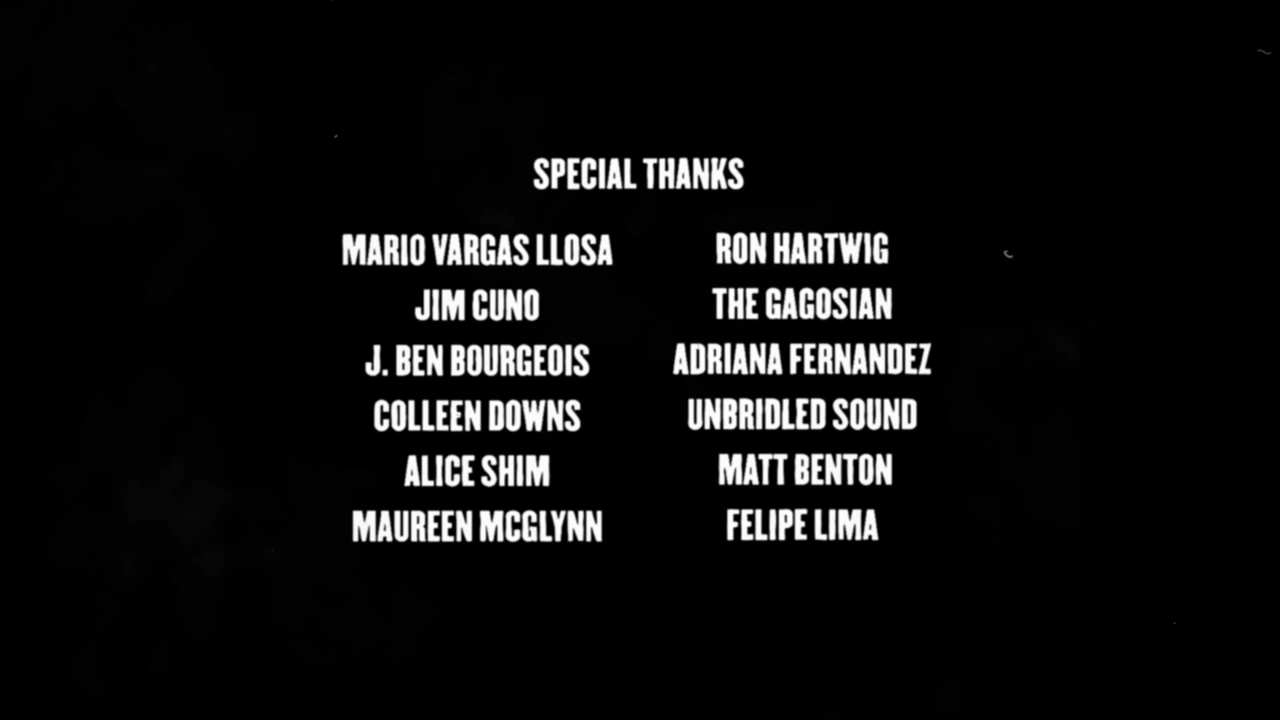 SPECIAL THANKS
MARIO VARGAS LLOSA
JIM CUNO
J. BEN BOURGEOIS
COLLEEN DOWNS
ALICE SHIM
MAUREEN MCGLYNN
RON HARTWIG
THE GAGOSIAN
ADRIANA FERNANDEZ
UNBRIDLED SOUND
MATT BENTON
FELIPE LIMA